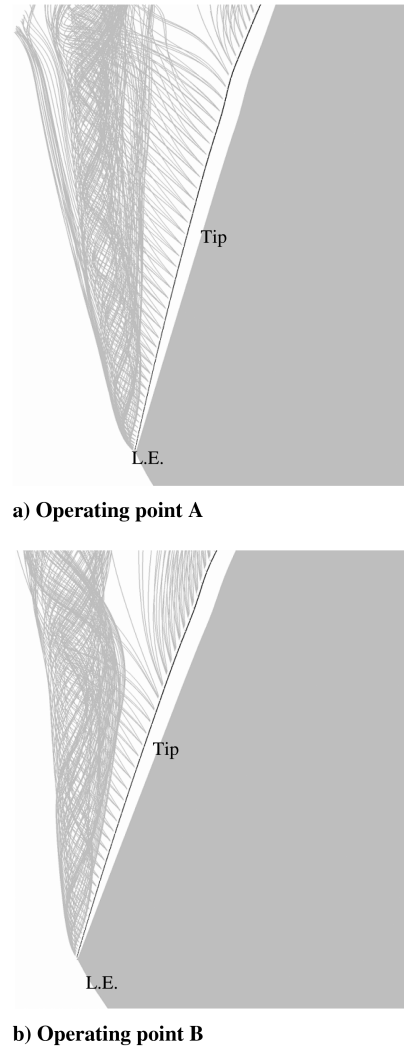 Tip
L.E.
a) Operating point A
Tip
L.E.
b) Operating point B